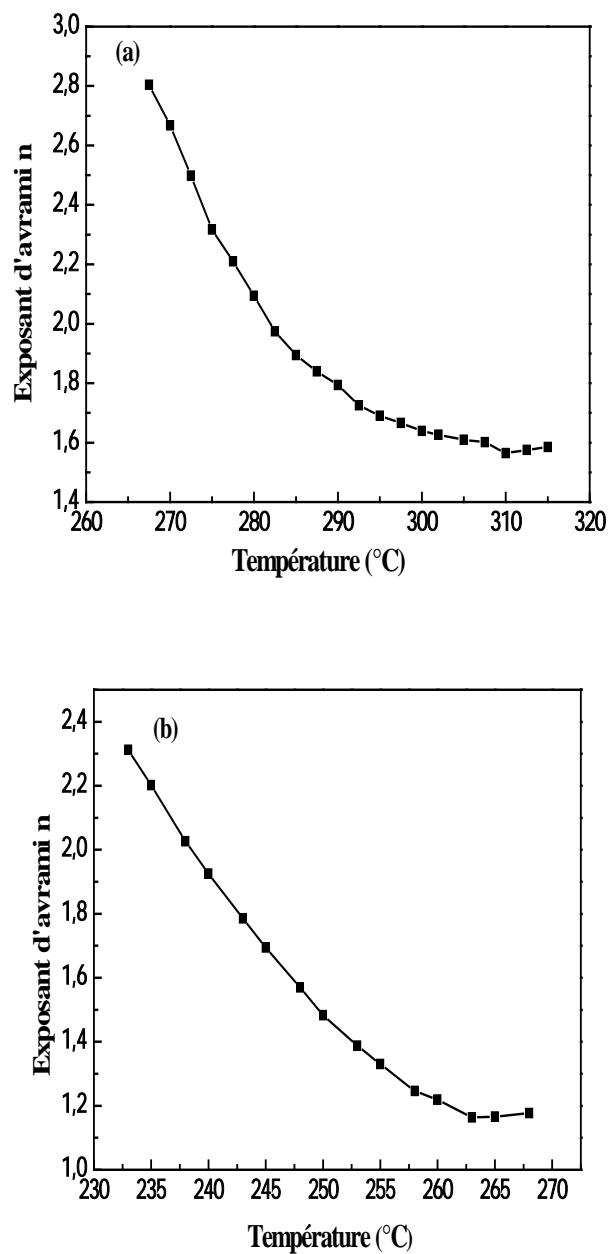 3,0
(a)
2,8
2,6
2,4
2,2
2,0
1,8
1,6
1,4
260 270 280 290 300 310 320
Température (°C)
Exposant d'avrami n
2,4
(b)
2,2
2,0
1,8
1,6
1,4
1,2
1,0
230 235 240 245 250 255 260 265 270
Température (°C)
Exposant d'avrami n